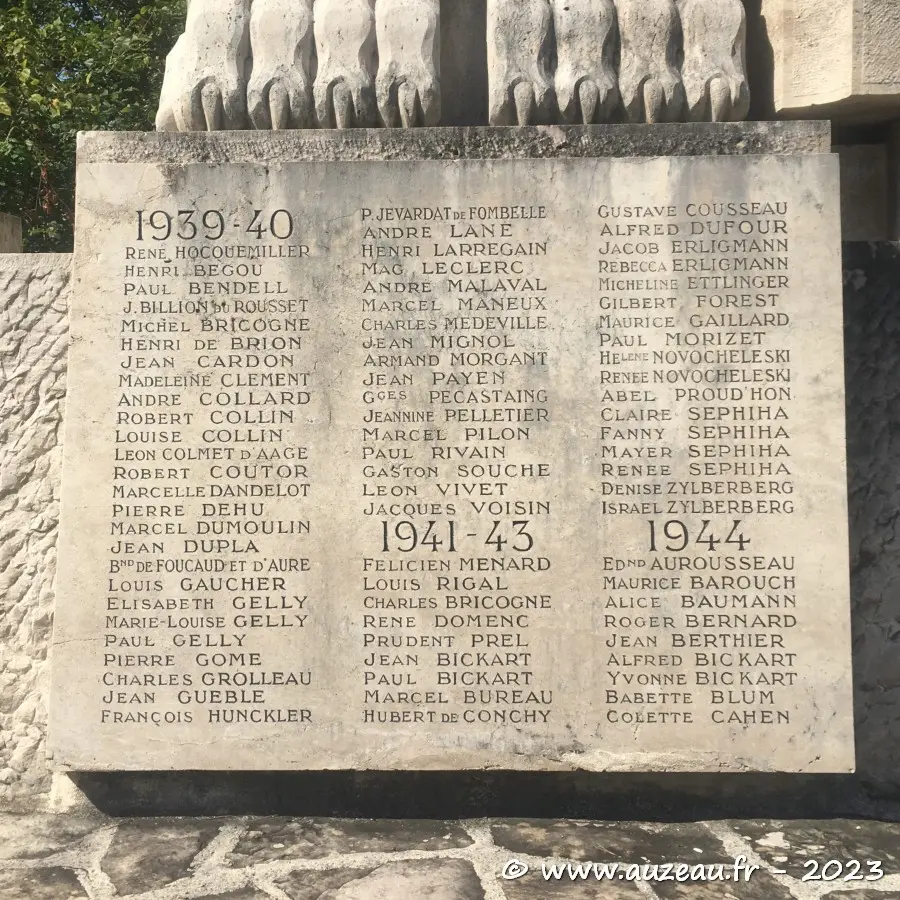 1939-40
RENÉ HOCQUEMILLER
HENRI BEGOU
PAUL BENDELL
J. BILLION DU ROUSSET
MICHEL BRICOGNE
HENRI DE BRION
JEAN CARDON
MADELEINE CLEMENT
ANDRE COLLARD
ROBERT COLLIN
LOUISE COLLIN
LEON COLMET D'AAGE
ROBERT COUTOR
MARCELLE DANDELOT
PIERRE DEHU
MARCEL DUMOULIN
JEAN DUPLA
BND DE FOUCAUD ET D'AURE
LOUIS GAUCHER
ELISABETH GELLY
MARIE-LOUISE GELLY
PAUL GELLY
PIERRE GOME
CHARLES GROLLEAU
JEAN GUEBLE
FRANÇOIS HUNCKLER
P. JEVARDAT DE FOMBELLE
ANDRE LANE
HENRI LARREGAIN
MAG LECLERC
ANDRE MALAVAL
MARCEL MANEUX
CHARLES MEDEVILLE
JEAN MIGNOL
ARMAND MORGANT
JEAN PAYEN
GGES PECASTAING
JEANNINE PELLETIER
MARCEL PILON
PAUL RIVAIN
GASTON SOUCHE
LEON VIVET
JACQUES VOISIN
1941-43
FELICIEN MENARD
LOUIS RIGAL
CHARLES BRICOGNE
RENE DOMENC
PRUDENT PREL
JEAN BICKART
PAUL BICKART
MARCEL BUREAU
HUBERT DE CONCHY
GUSTAVE COUSSEAU
ALFRED DUFOUR
JACOB ERLIGMANN
REBECCA ERLIGMANN
MICHELINE ETTLINGER
GILBERT FOREST
MAURICE GAILLARD
PAUL MORIZET
HELENE NOVOCHELESKI
RENEE NOVOCHELESKI
ABEL PROUD'HON
CLAIRE SEPHIHA
FANNY SEPHIHA
MAYER SEPHIHA
RENEE SEPHIHA
DENISE ZYLBERBERG
ISRAEL ZYLBERBERG
1944
EDND AUROUSSEAU
MAURICE BAROUCH
ALICE BAUMANN
ROGER BERNARD
JEAN BERTHIER
ALFRED BICKART
YVONNE BICKART
BABETTE BLUM
COLETTE CAHEN
© www.auzeau.fr - 2023